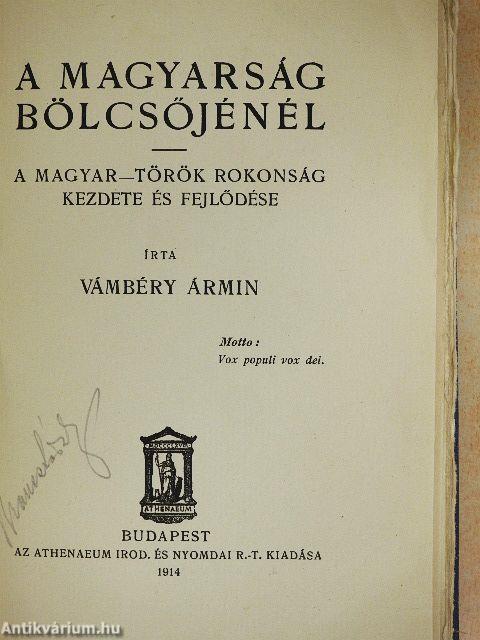 A MAGYARSÁG
BÖLCSŐJÉNÉL
A MAGYAR—TÖRÖK ROKONSÁG
KEZDETE ÉS FEJLŐDÉSE
ÍRTA
VÁMBÉRY ÁRMIN
Motto:
Vox populi vox dei.
ATHENAEUM
BUDAPEST
AZ ATHENAEUM IROD. ÉS NYOMDAI R.-T. KIADÁSA
1914
Antikvárium.hu